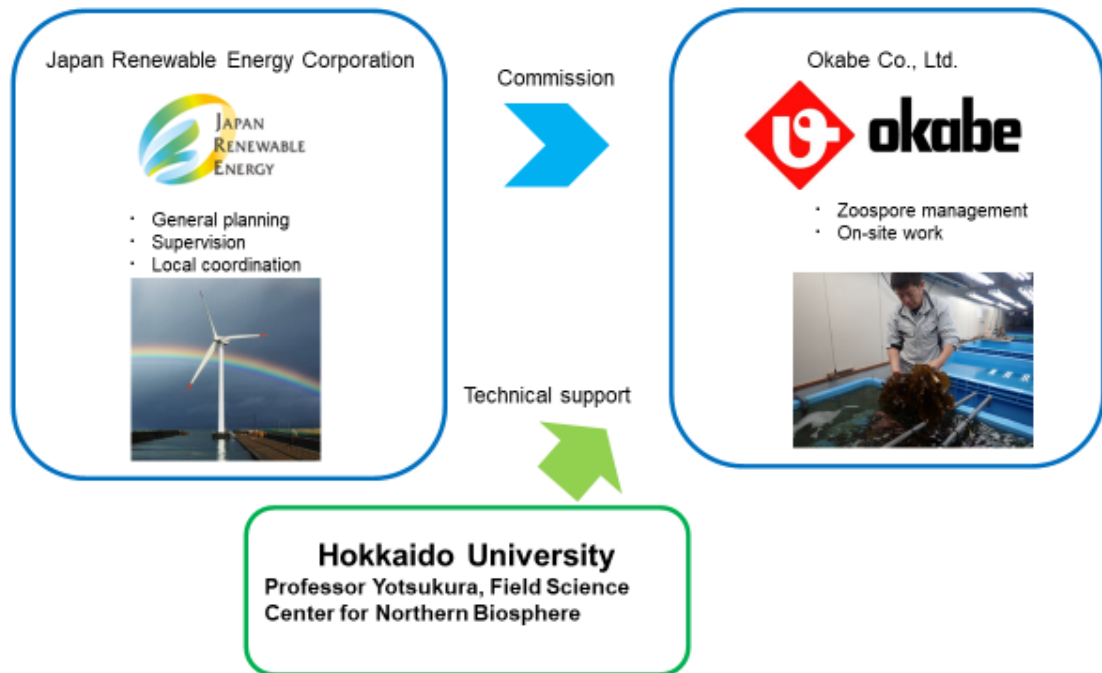 Japan Renewable Energy Corporation
JAPAN
RENEWABLE
ENERGY
・ General planning
・ Supervision
・ Local coordination
Commission
Okabe Co., Ltd.
okabe
・ Zoospore management
・ On-site work
Technical support
Hokkaido University
Professor Yotsukura, Field Science
Center for Northern Biosphere